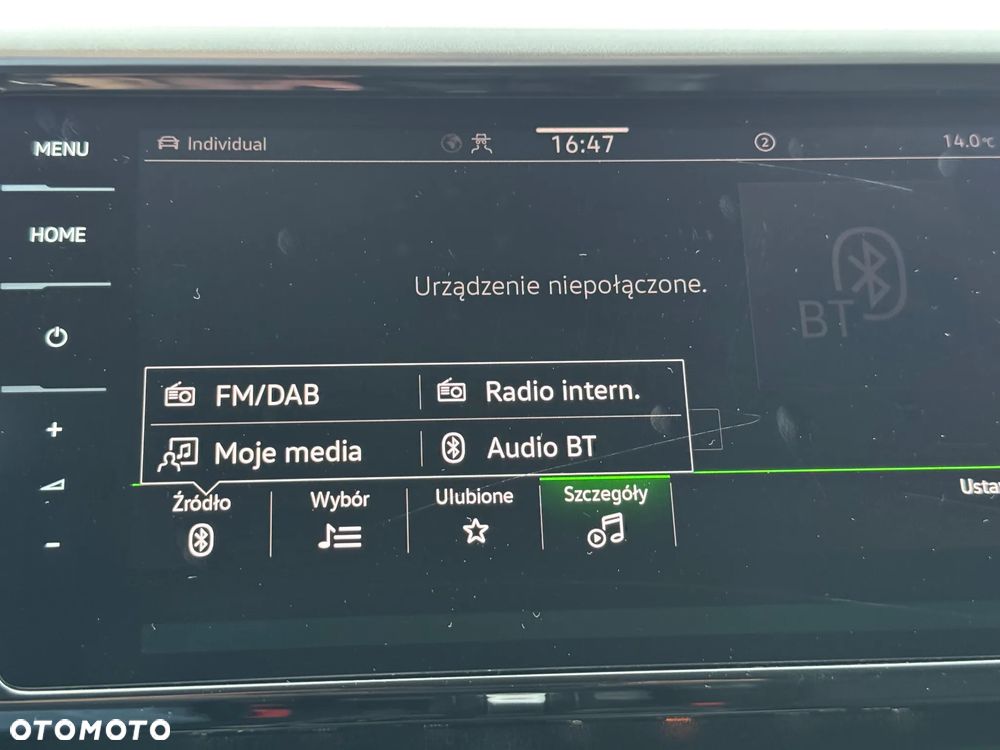 MENU
Individual
16:47
2
14.0°C
HOME
Urządzenie niepołączone.
BT
FM/DAB
Radio intern.
Moje media
Audio BT
Źródło
Wybór
Ulubione
Szczegóły
+
-
OTOMOTO